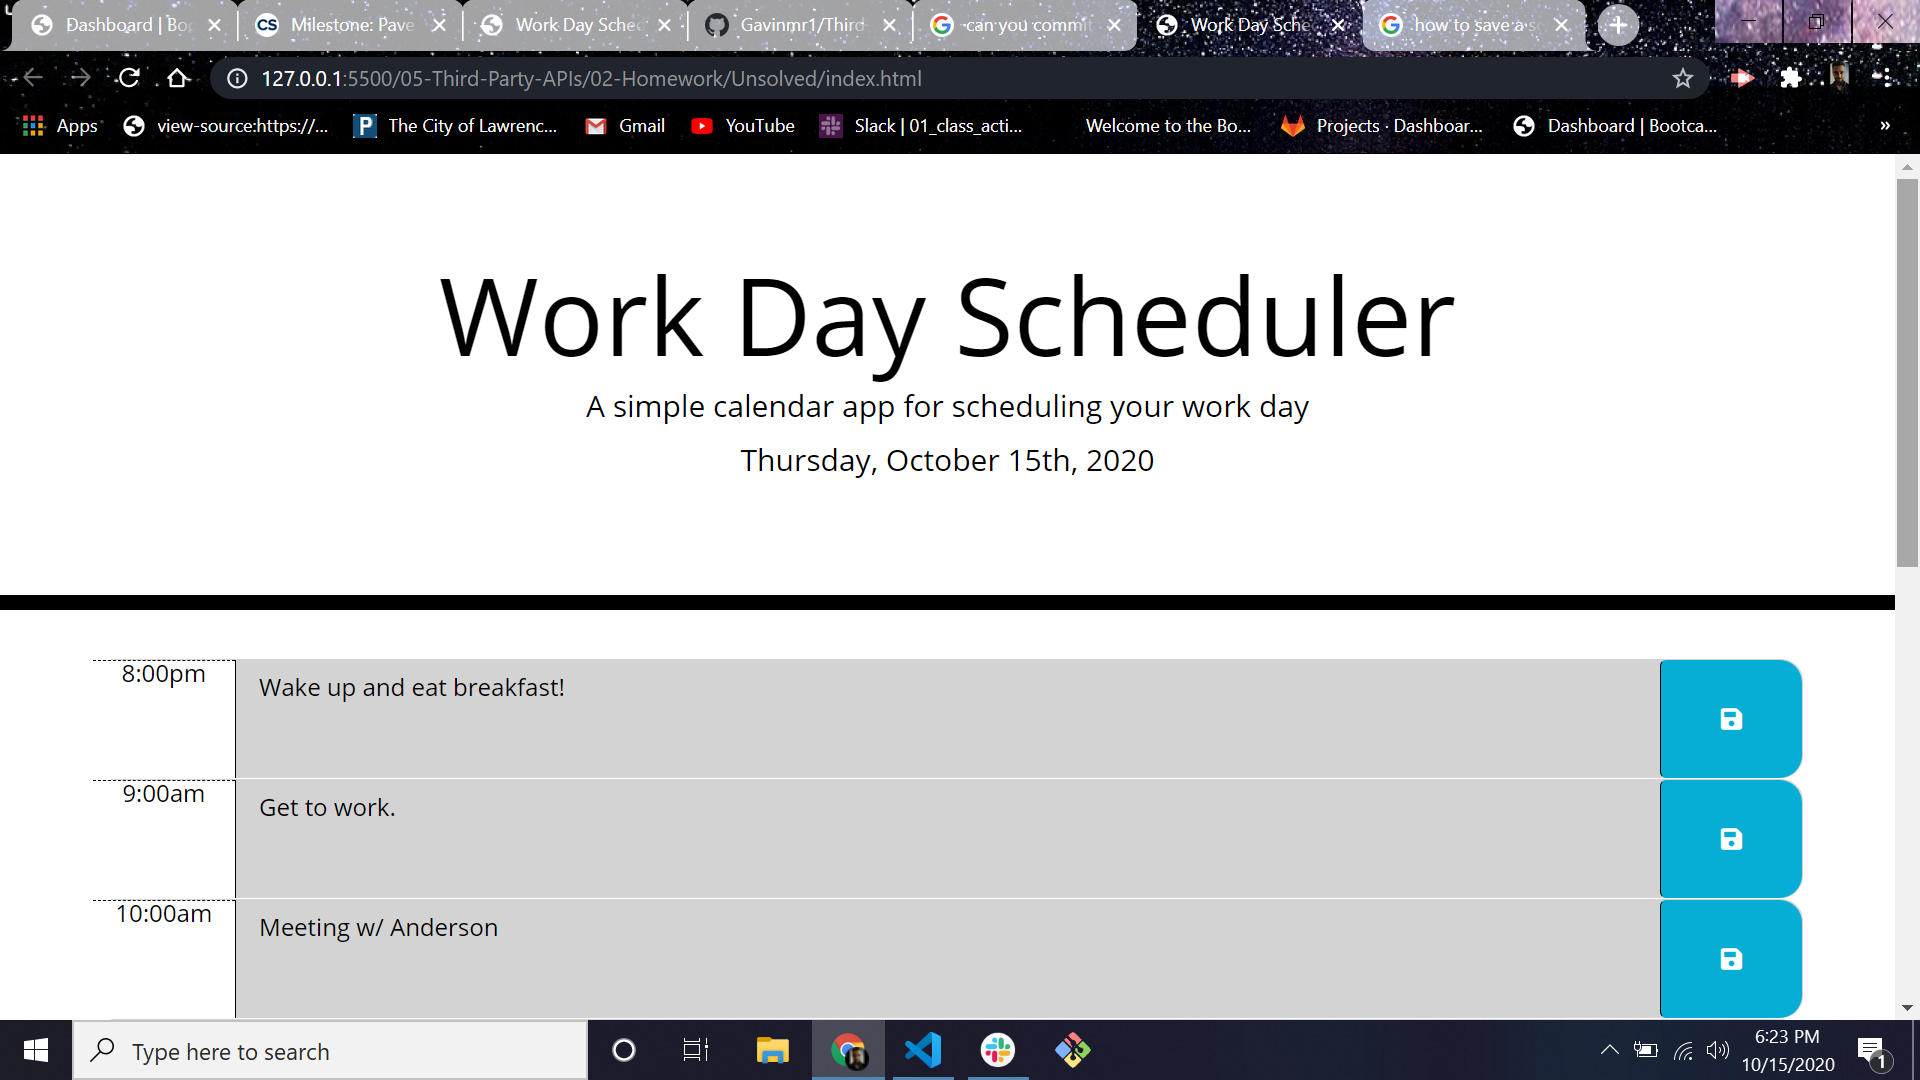 Dashboard | Bo
CS Milestone: Pave
Work Day Sche
Gavinmr1/Third
can you commit
Work Day Sche
how to save a s
127.0.0.1:5500/05-Third-Party-APIs/02-Homework/Unsolved/index.html
Apps view-source:https://... P The City of Lawrenc... Gmail YouTube Slack | 01_class_acti... Welcome to the Bo... Projects · Dashboar... Dashboard | Bootca... »
Work Day Scheduler
A simple calendar app for scheduling your work day
Thursday, October 15th, 2020
8:00pm Wake up and eat breakfast!
9:00am Get to work.
10:00am Meeting w/ Anderson
Type here to search
6:23 PM
10/15/2020
1